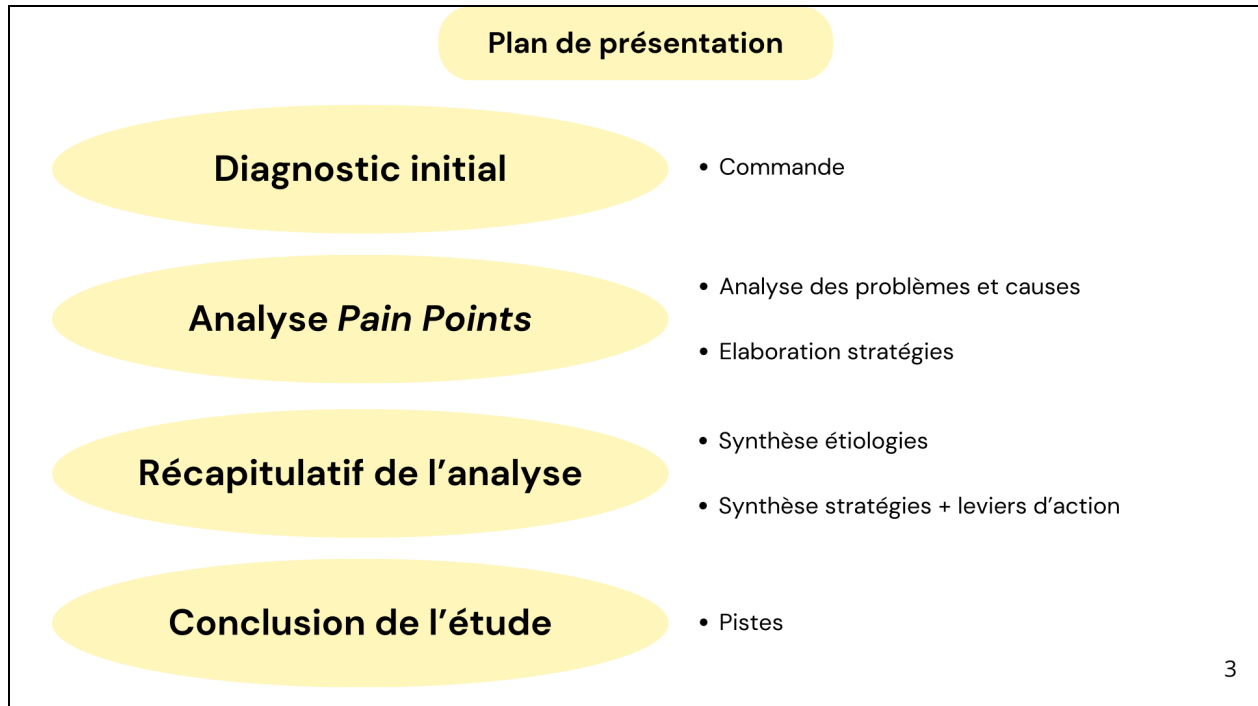 Plan de présentation
Diagnostic initial
• Commande
Analyse Pain Points
• Analyse des problèmes et causes
• Elaboration stratégies
Récapitulatif de l’analyse
• Synthèse étiologies
• Synthèse stratégies + leviers d’action
Conclusion de l’étude
• Pistes
3